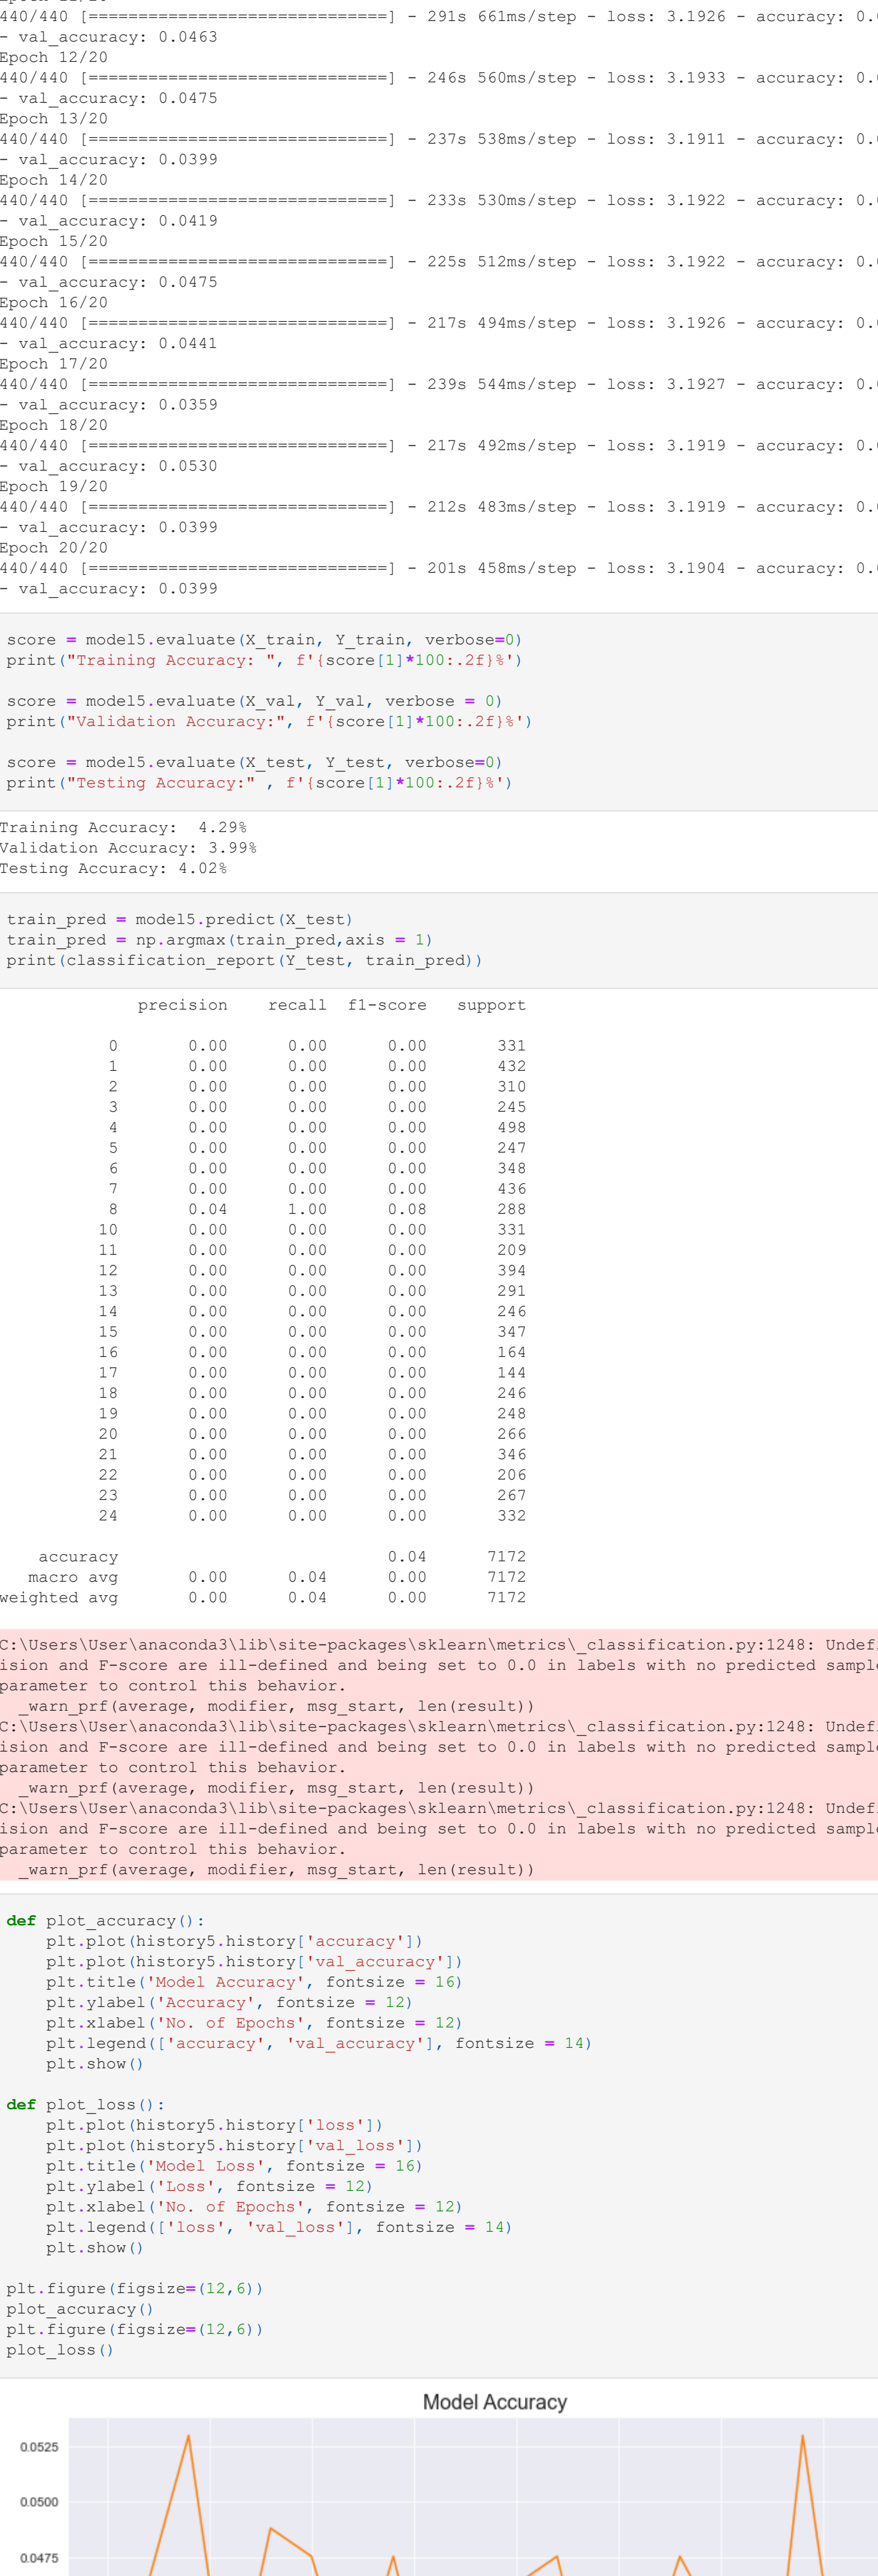 440/440 [==============================] - 291s 661ms/step - loss: 3.1926 - accuracy: 0.
- val_accuracy: 0.0463
Epoch 12/20
440/440 [==============================] - 246s 560ms/step - loss: 3.1933 - accuracy: 0.
- val_accuracy: 0.0475
Epoch 13/20
440/440 [==============================] - 237s 538ms/step - loss: 3.1911 - accuracy: 0.
- val_accuracy: 0.0399
Epoch 14/20
440/440 [==============================] - 233s 530ms/step - loss: 3.1922 - accuracy: 0.
- val_accuracy: 0.0419
Epoch 15/20
440/440 [==============================] - 225s 512ms/step - loss: 3.1922 - accuracy: 0.
- val_accuracy: 0.0475
Epoch 16/20
440/440 [==============================] - 217s 494ms/step - loss: 3.1926 - accuracy: 0.
- val_accuracy: 0.0441
Epoch 17/20
440/440 [==============================] - 239s 544ms/step - loss: 3.1927 - accuracy: 0.
- val_accuracy: 0.0359
Epoch 18/20
440/440 [==============================] - 217s 492ms/step - loss: 3.1919 - accuracy: 0.
- val_accuracy: 0.0530
Epoch 19/20
440/440 [==============================] - 212s 483ms/step - loss: 3.1919 - accuracy: 0.
- val_accuracy: 0.0399
Epoch 20/20
440/440 [==============================] - 201s 458ms/step - loss: 3.1904 - accuracy: 0.
- val_accuracy: 0.0399
score = model5.evaluate(X_train, Y_train, verbose=0)
print("Training Accuracy: ", f'{score[1]*100:.2f}%')
score = model5.evaluate(X_val, Y_val, verbose = 0)
print("Validation Accuracy:", f'{score[1]*100:.2f}%')
score = model5.evaluate(X_test, Y_test, verbose=0)
print("Testing Accuracy:" , f'{score[1]*100:.2f}%')
Training Accuracy:  4.29%
Validation Accuracy: 3.99%
Testing Accuracy: 4.02%
train_pred = model5.predict(X_test)
train_pred = np.argmax(train_pred,axis = 1)
print(classification_report(Y_test, train_pred))
precision recall f1-score support
0 0.00 0.00 0.00 331
1 0.00 0.00 0.00 432
2 0.00 0.00 0.00 310
3 0.00 0.00 0.00 245
4 0.00 0.00 0.00 498
5 0.00 0.00 0.00 247
6 0.00 0.00 0.00 348
7 0.00 0.00 0.00 436
8 0.04 1.00 0.08 288
10 0.00 0.00 0.00 331
11 0.00 0.00 0.00 209
12 0.00 0.00 0.00 394
13 0.00 0.00 0.00 291
14 0.00 0.00 0.00 246
15 0.00 0.00 0.00 347
16 0.00 0.00 0.00 164
17 0.00 0.00 0.00 144
18 0.00 0.00 0.00 246
19 0.00 0.00 0.00 248
20 0.00 0.00 0.00 266
21 0.00 0.00 0.00 346
22 0.00 0.00 0.00 206
23 0.00 0.00 0.00 267
24 0.00 0.00 0.00 332
accuracy 0.04 7172
macro avg 0.00 0.04 0.00 7172
weighted avg 0.00 0.04 0.00 7172
C:\Users\User\anaconda3\lib\site-packages\sklearn\metrics\_classification.py:1248: Undef
ision and F-score are ill-defined and being set to 0.0 in labels with no predicted sampl
parameter to control this behavior.
_warn_prf(average, modifier, msg_start, len(result))
C:\Users\User\anaconda3\lib\site-packages\sklearn\metrics\_classification.py:1248: Undef
ision and F-score are ill-defined and being set to 0.0 in labels with no predicted sampl
parameter to control this behavior.
_warn_prf(average, modifier, msg_start, len(result))
C:\Users\User\anaconda3\lib\site-packages\sklearn\metrics\_classification.py:1248: Undef
ision and F-score are ill-defined and being set to 0.0 in labels with no predicted sampl
parameter to control this behavior.
_warn_prf(average, modifier, msg_start, len(result))
def plot_accuracy():
    plt.plot(history5.history['accuracy'])
    plt.plot(history5.history['val_accuracy'])
    plt.title('Model Accuracy', fontsize = 16)
    plt.ylabel('Accuracy', fontsize = 12)
    plt.xlabel('No. of Epochs', fontsize = 12)
    plt.legend(['accuracy', 'val_accuracy'], fontsize = 14)
    plt.show()
def plot_loss():
    plt.plot(history5.history['loss'])
    plt.plot(history5.history['val_loss'])
    plt.title('Model Loss', fontsize = 16)
    plt.ylabel('Loss', fontsize = 12)
    plt.xlabel('No. of Epochs', fontsize = 12)
    plt.legend(['loss', 'val_loss'], fontsize = 14)
    plt.show()
plt.figure(figsize=(12,6))
plot_accuracy()
plt.figure(figsize=(12,6))
plot_loss()
Model Accuracy
0.0525
0.0500
0.0475